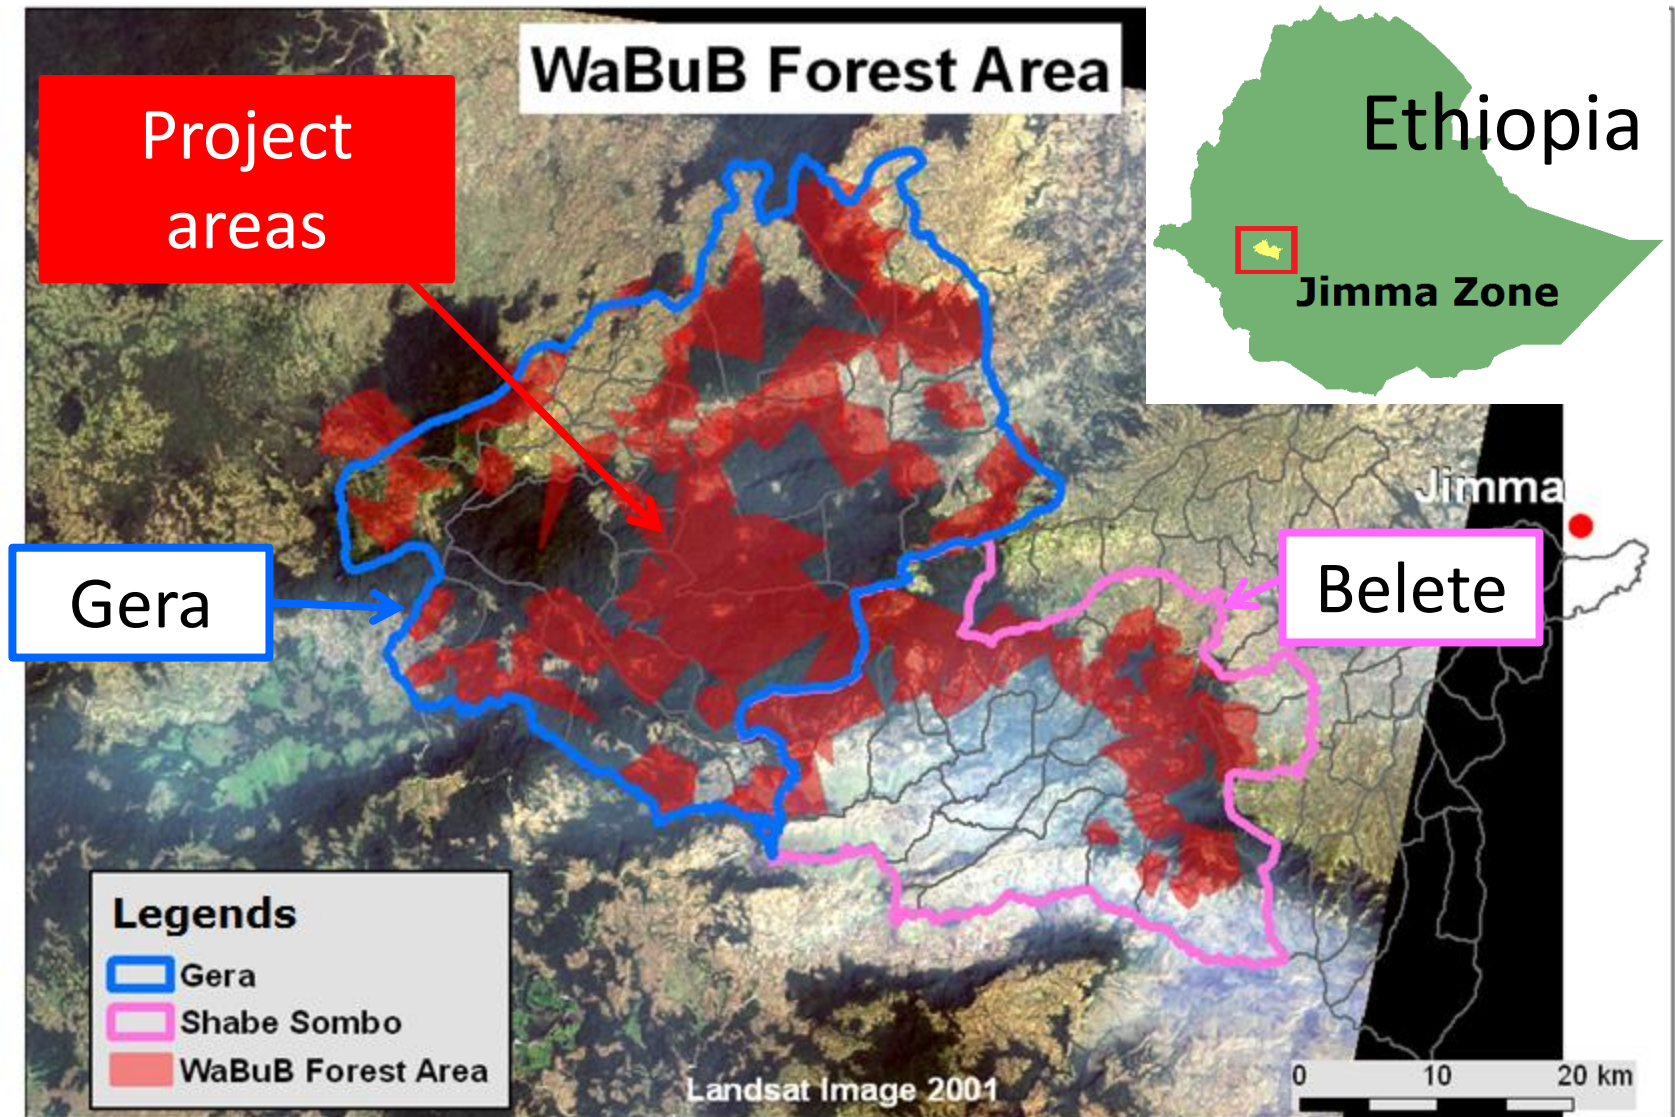 WaBuB Forest Area
Project
areas
Ethiopia
Jimma Zone
Jimma
Gera
Belete
Legends
Gera
Shabe Sombo
WaBuB Forest Area
Landsat Image 2001
0 10 20 km